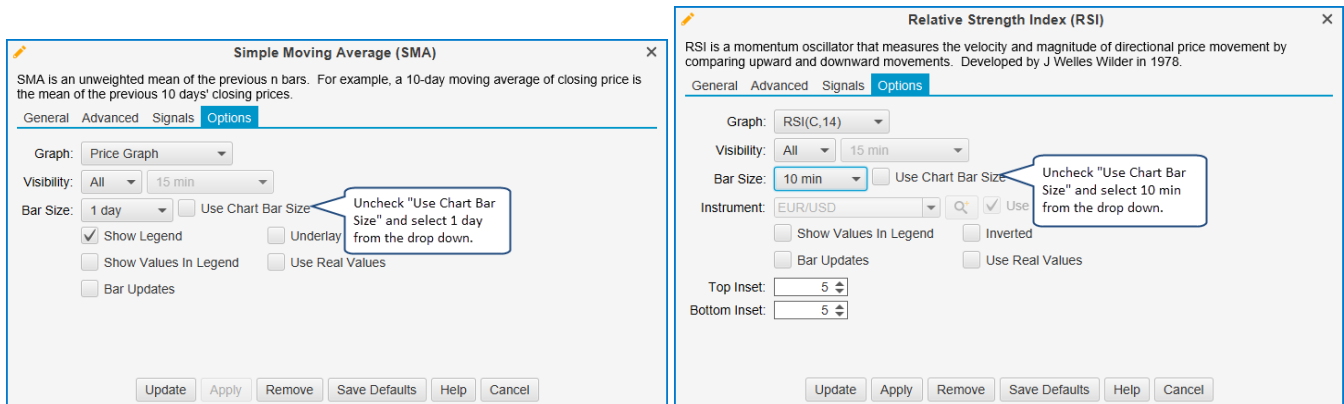 Simple Moving Average (SMA)
SMA is an unweighted mean of the previous n bars. For example, a 10-day moving average of closing price is
the mean of the previous 10 days' closing prices.
General Advanced Signals Options
Graph: Price Graph
Visibility: All 15 min
Bar Size: 1 day Use Chart Bar Size
Uncheck "Use Chart Bar
Size" and select 1 day
from the drop down.
Show Legend Underlay
Show Values In Legend Use Real Values
Bar Updates
Update Apply Remove Save Defaults Help Cancel
Relative Strength Index (RSI)
RSI is a momentum oscillator that measures the velocity and magnitude of directional price movement by
comparing upward and downward movements. Developed by J Welles Wilder in 1978.
General Advanced Signals Options
Graph: RSI(C,14)
Visibility: All 15 min
Bar Size: 10 min Use Chart Bar Size
Uncheck "Use Chart Bar
Size" and select 10 min
from the drop down.
Instrument: EUR/USD Use
Show Values In Legend Inverted
Bar Updates Use Real Values
Top Inset: 5
Bottom Inset: 5
Update Apply Remove Save Defaults Help Cancel